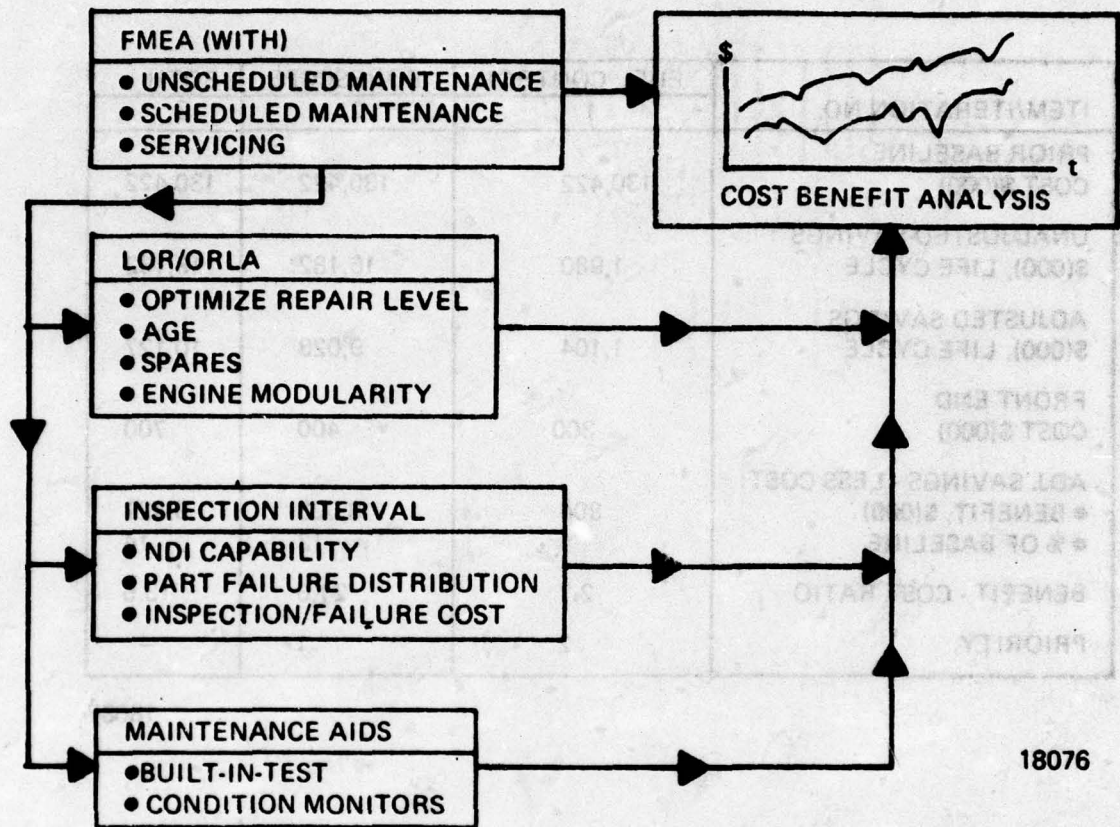 FMEA (WITH)
● UNSCHEDULED MAINTENANCE
● SCHEDULED MAINTENANCE
● SERVICING
$
t
COST BENEFIT ANALYSIS
LOR/ORLA
● OPTIMIZE REPAIR LEVEL
● AGE
● SPARES
● ENGINE MODULARITY
INSPECTION INTERVAL
● NDI CAPABILITY
● PART FAILURE DISTRIBUTION
● INSPECTION/FAILURE COST
MAINTENANCE AIDS
● BUILT-IN-TEST
● CONDITION MONITORS
18076